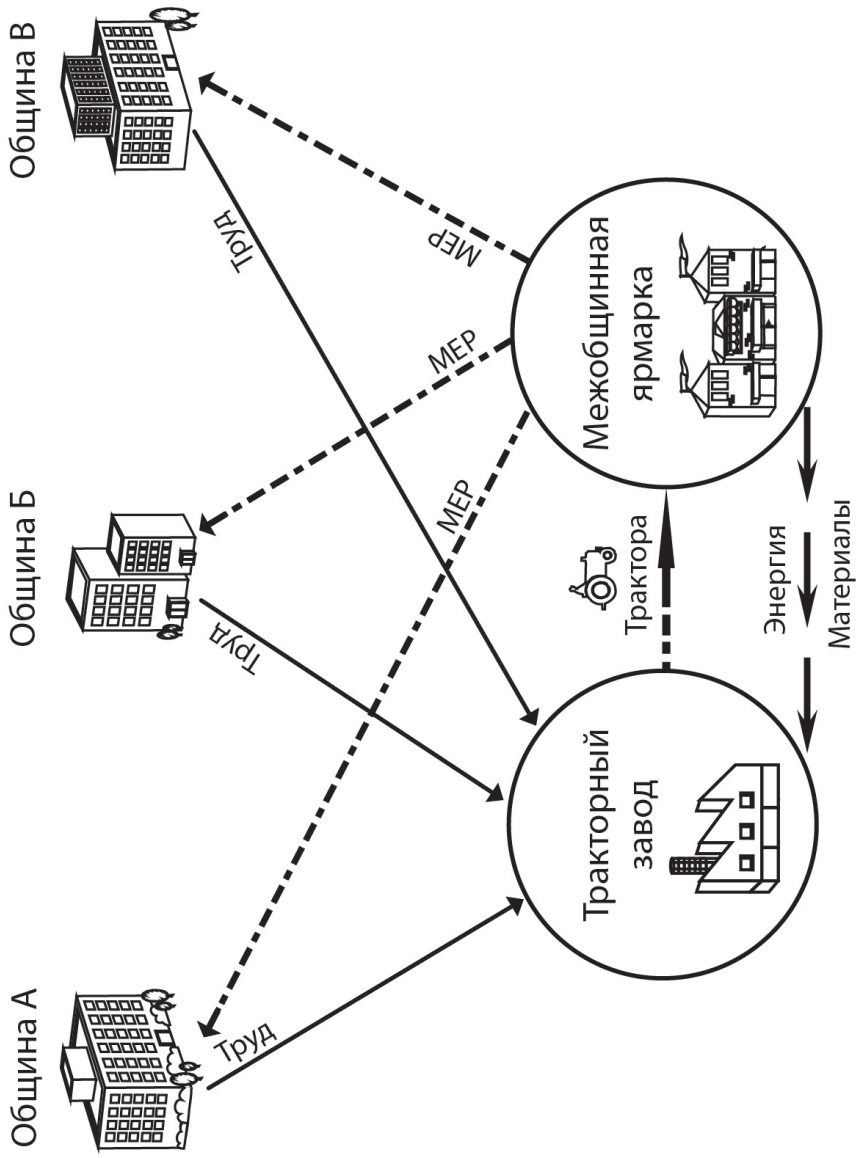 Община А
Община Б
Община В
Труд
Труд
Труд
МЕР
МЕР
МЕР
Тракторный
завод
Трактора
Межобщинная
ярмарка
Энергия
Материалы